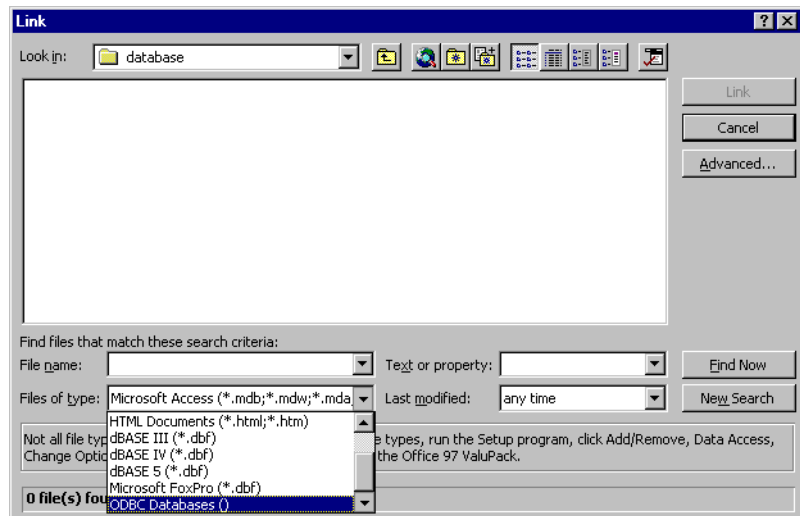 Link
Look in: database
Link
Cancel
Advanced...
Find files that match these search criteria:
File name: Text or property: Find Now
Files of type: Microsoft Access (*.mdb;*.mdw;*.mda Last modified: any time New Search
HTML Documents (*.html;*.htm)
dBASE III (*.dbf)
dBASE IV (*.dbf)
dBASE 5 (*.dbf)
Microsoft FoxPro (*.dbf)
ODBC Databases ()
Not all file typ e types, run the Setup program, click Add/Remove, Data Access,
Change Optio the Office 97 ValuPack.
0 file(s) fou